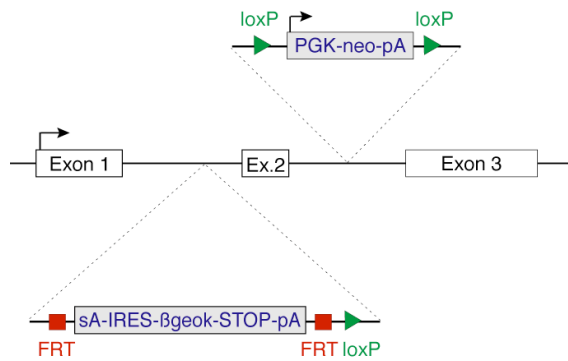 loxP loxP
PGK-neo-pA
Exon 1 Ex.2 Exon 3
sA-IRES-ßgeok-STOP-pA
FRT FRT loxP